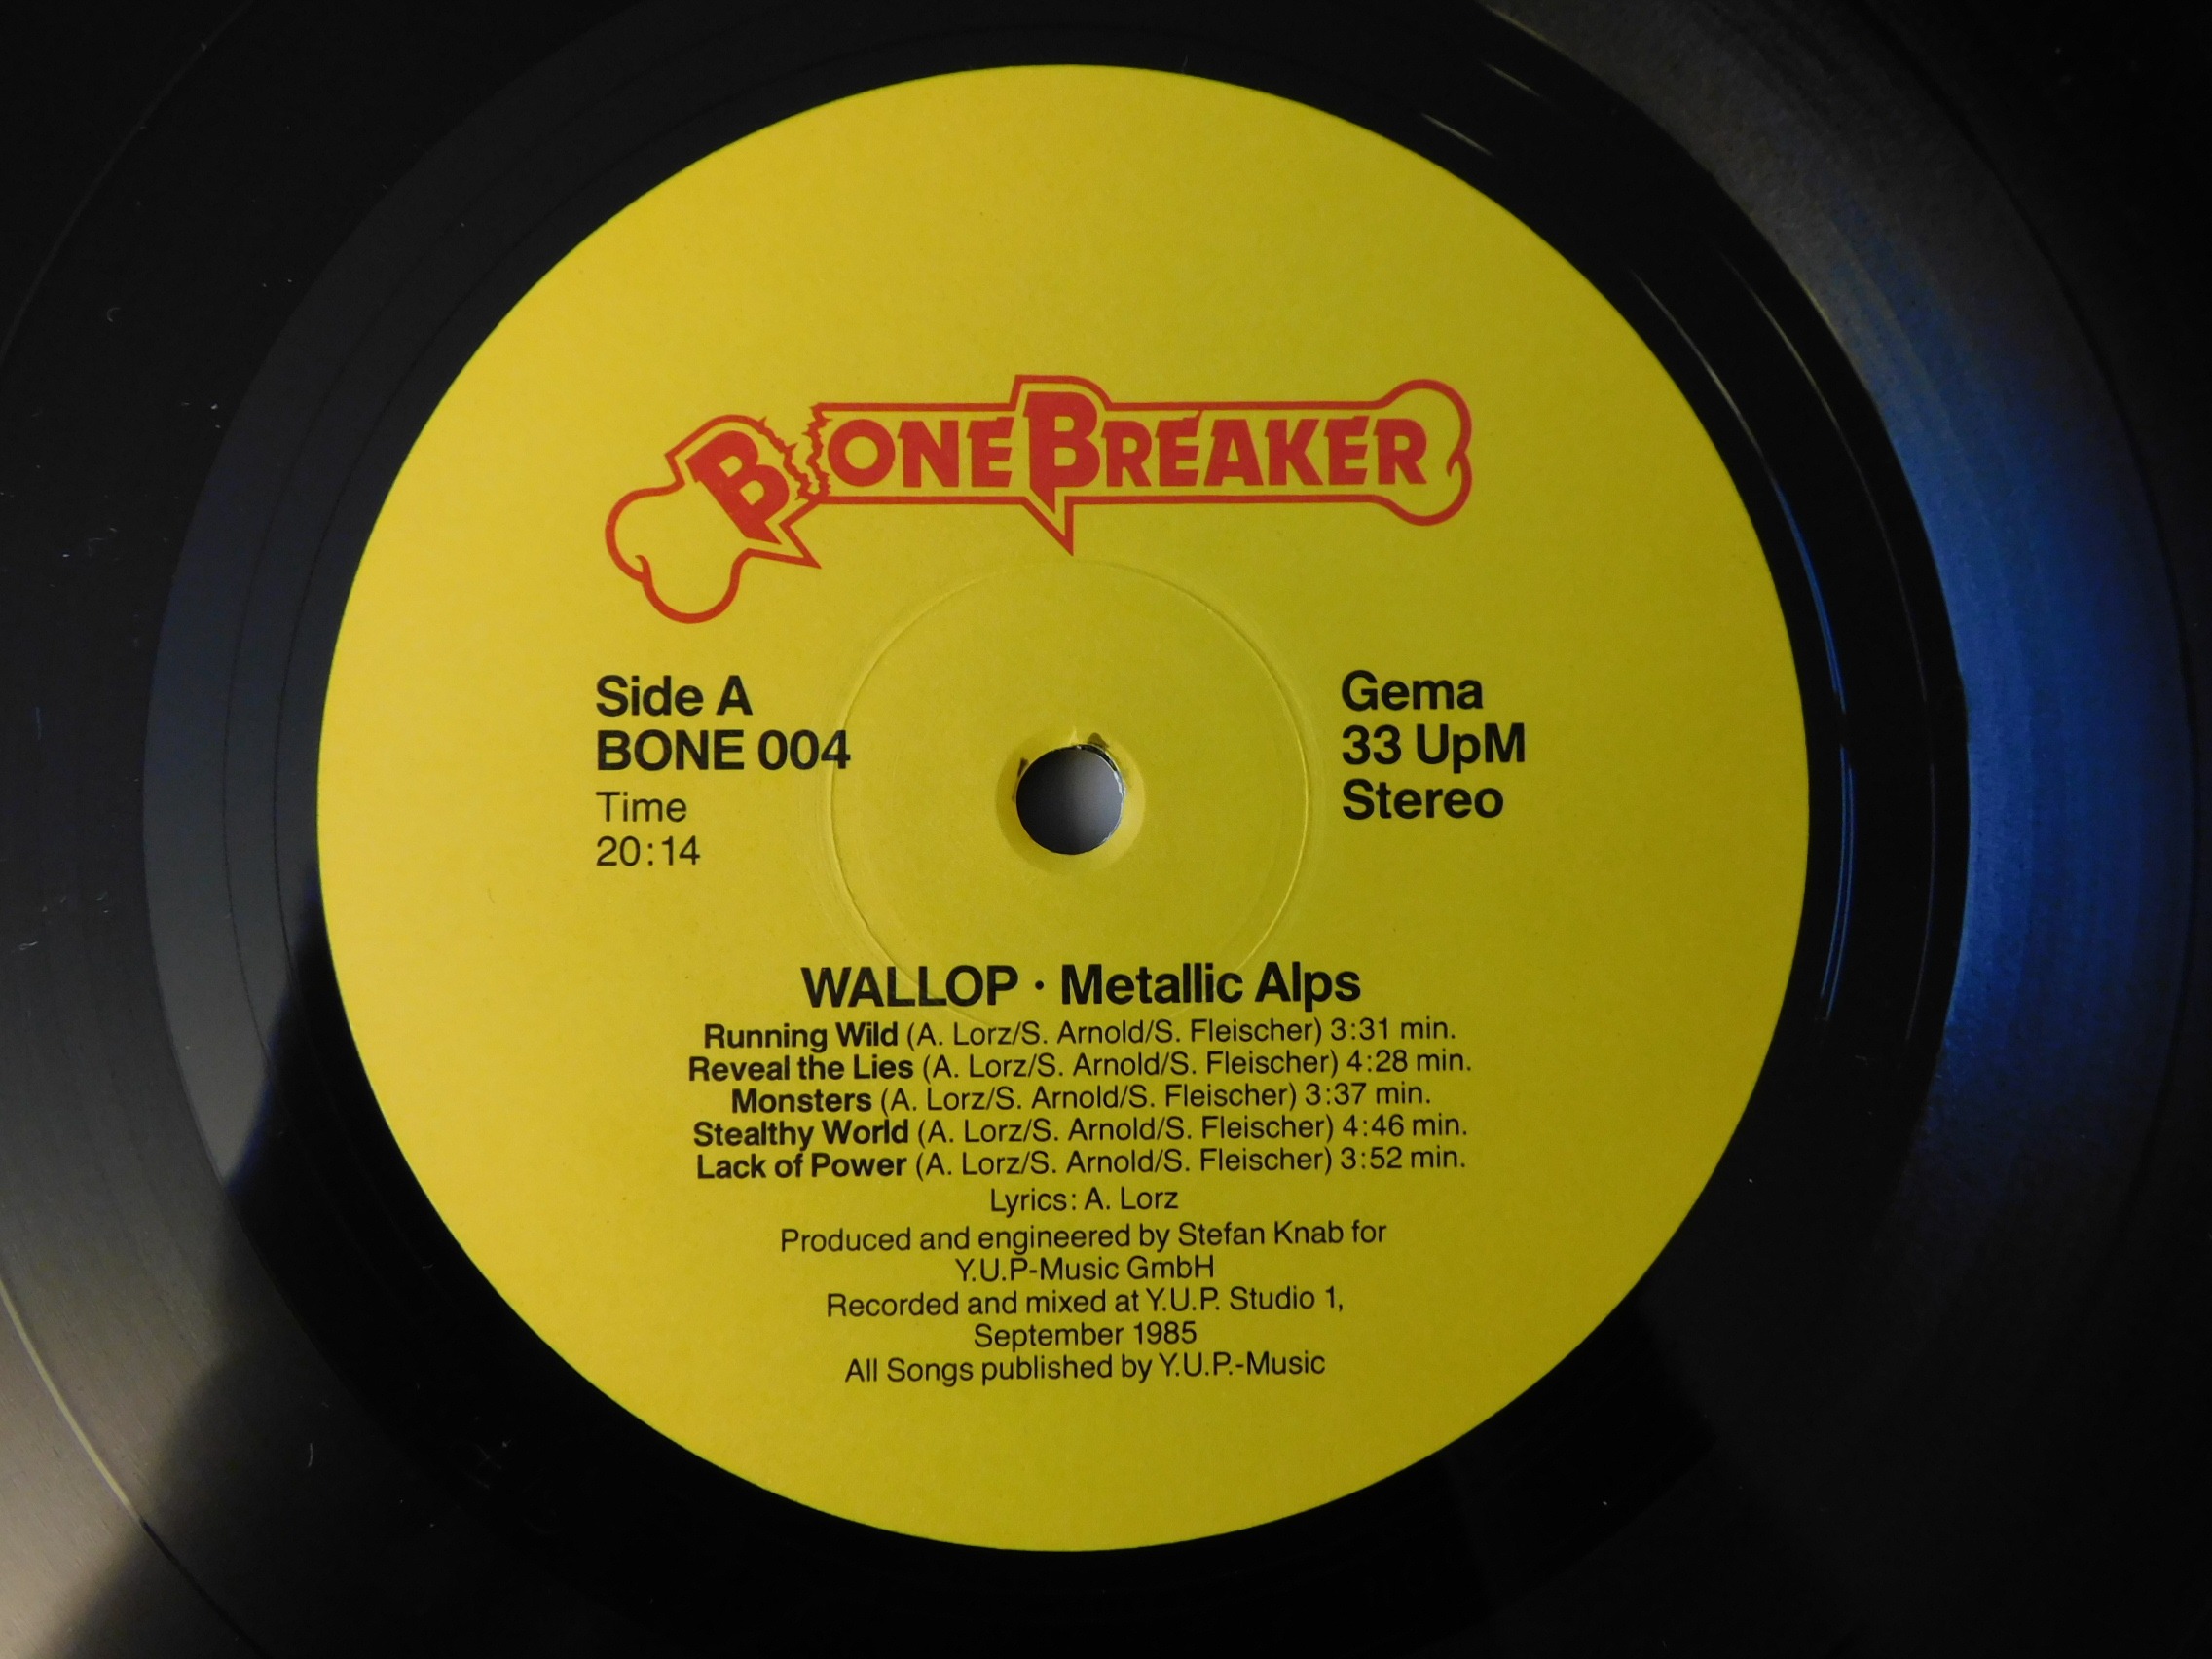 BONEBREAKER
Side A
BONE 004
Time
20:14
Gema
33 UpM
Stereo
WALLOP · Metallic Alps
Running Wild (A. Lorz/S. Arnold/S. Fleischer) 3:31 min.
Reveal the Lies (A. Lorz/S. Arnold/S. Fleischer) 4:28 min.
Monsters (A. Lorz/S. Arnold/S. Fleischer) 3:37 min.
Stealthy World (A. Lorz/S. Arnold/S. Fleischer) 4:46 min.
Lack of Power (A. Lorz/S. Arnold/S. Fleischer) 3:52 min.
Lyrics: A. Lorz
Produced and engineered by Stefan Knab for
Y.U.P-Music GmbH
Recorded and mixed at Y.U.P. Studio 1,
September 1985
All Songs published by Y.U.P.-Music